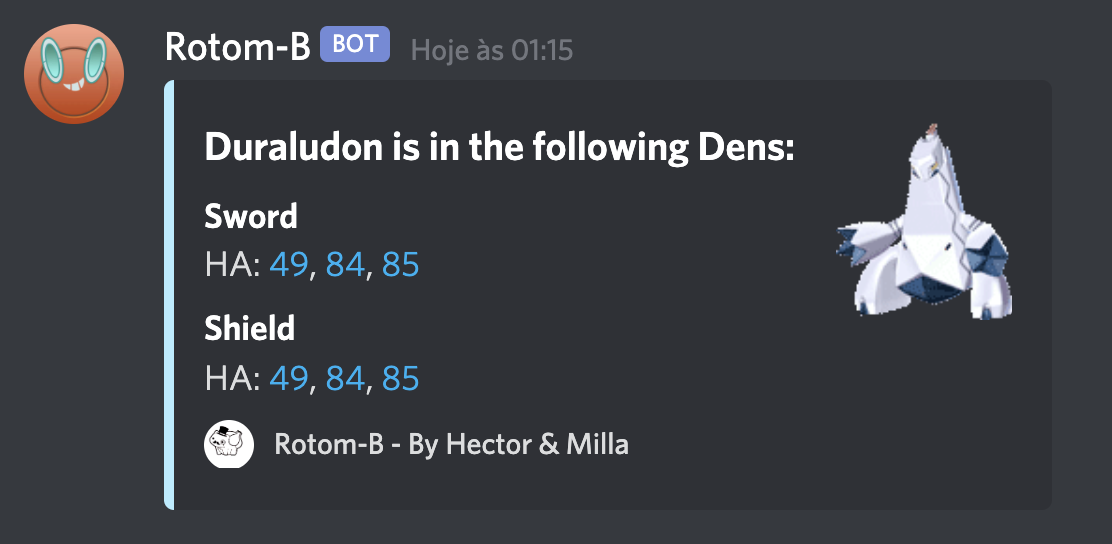 Rotom-B BOT Hoje às 01:15
Duraludon is in the following Dens:
Sword
HA: 49, 84, 85
Shield
HA: 49, 84, 85
Rotom-B - By Hector & Milla